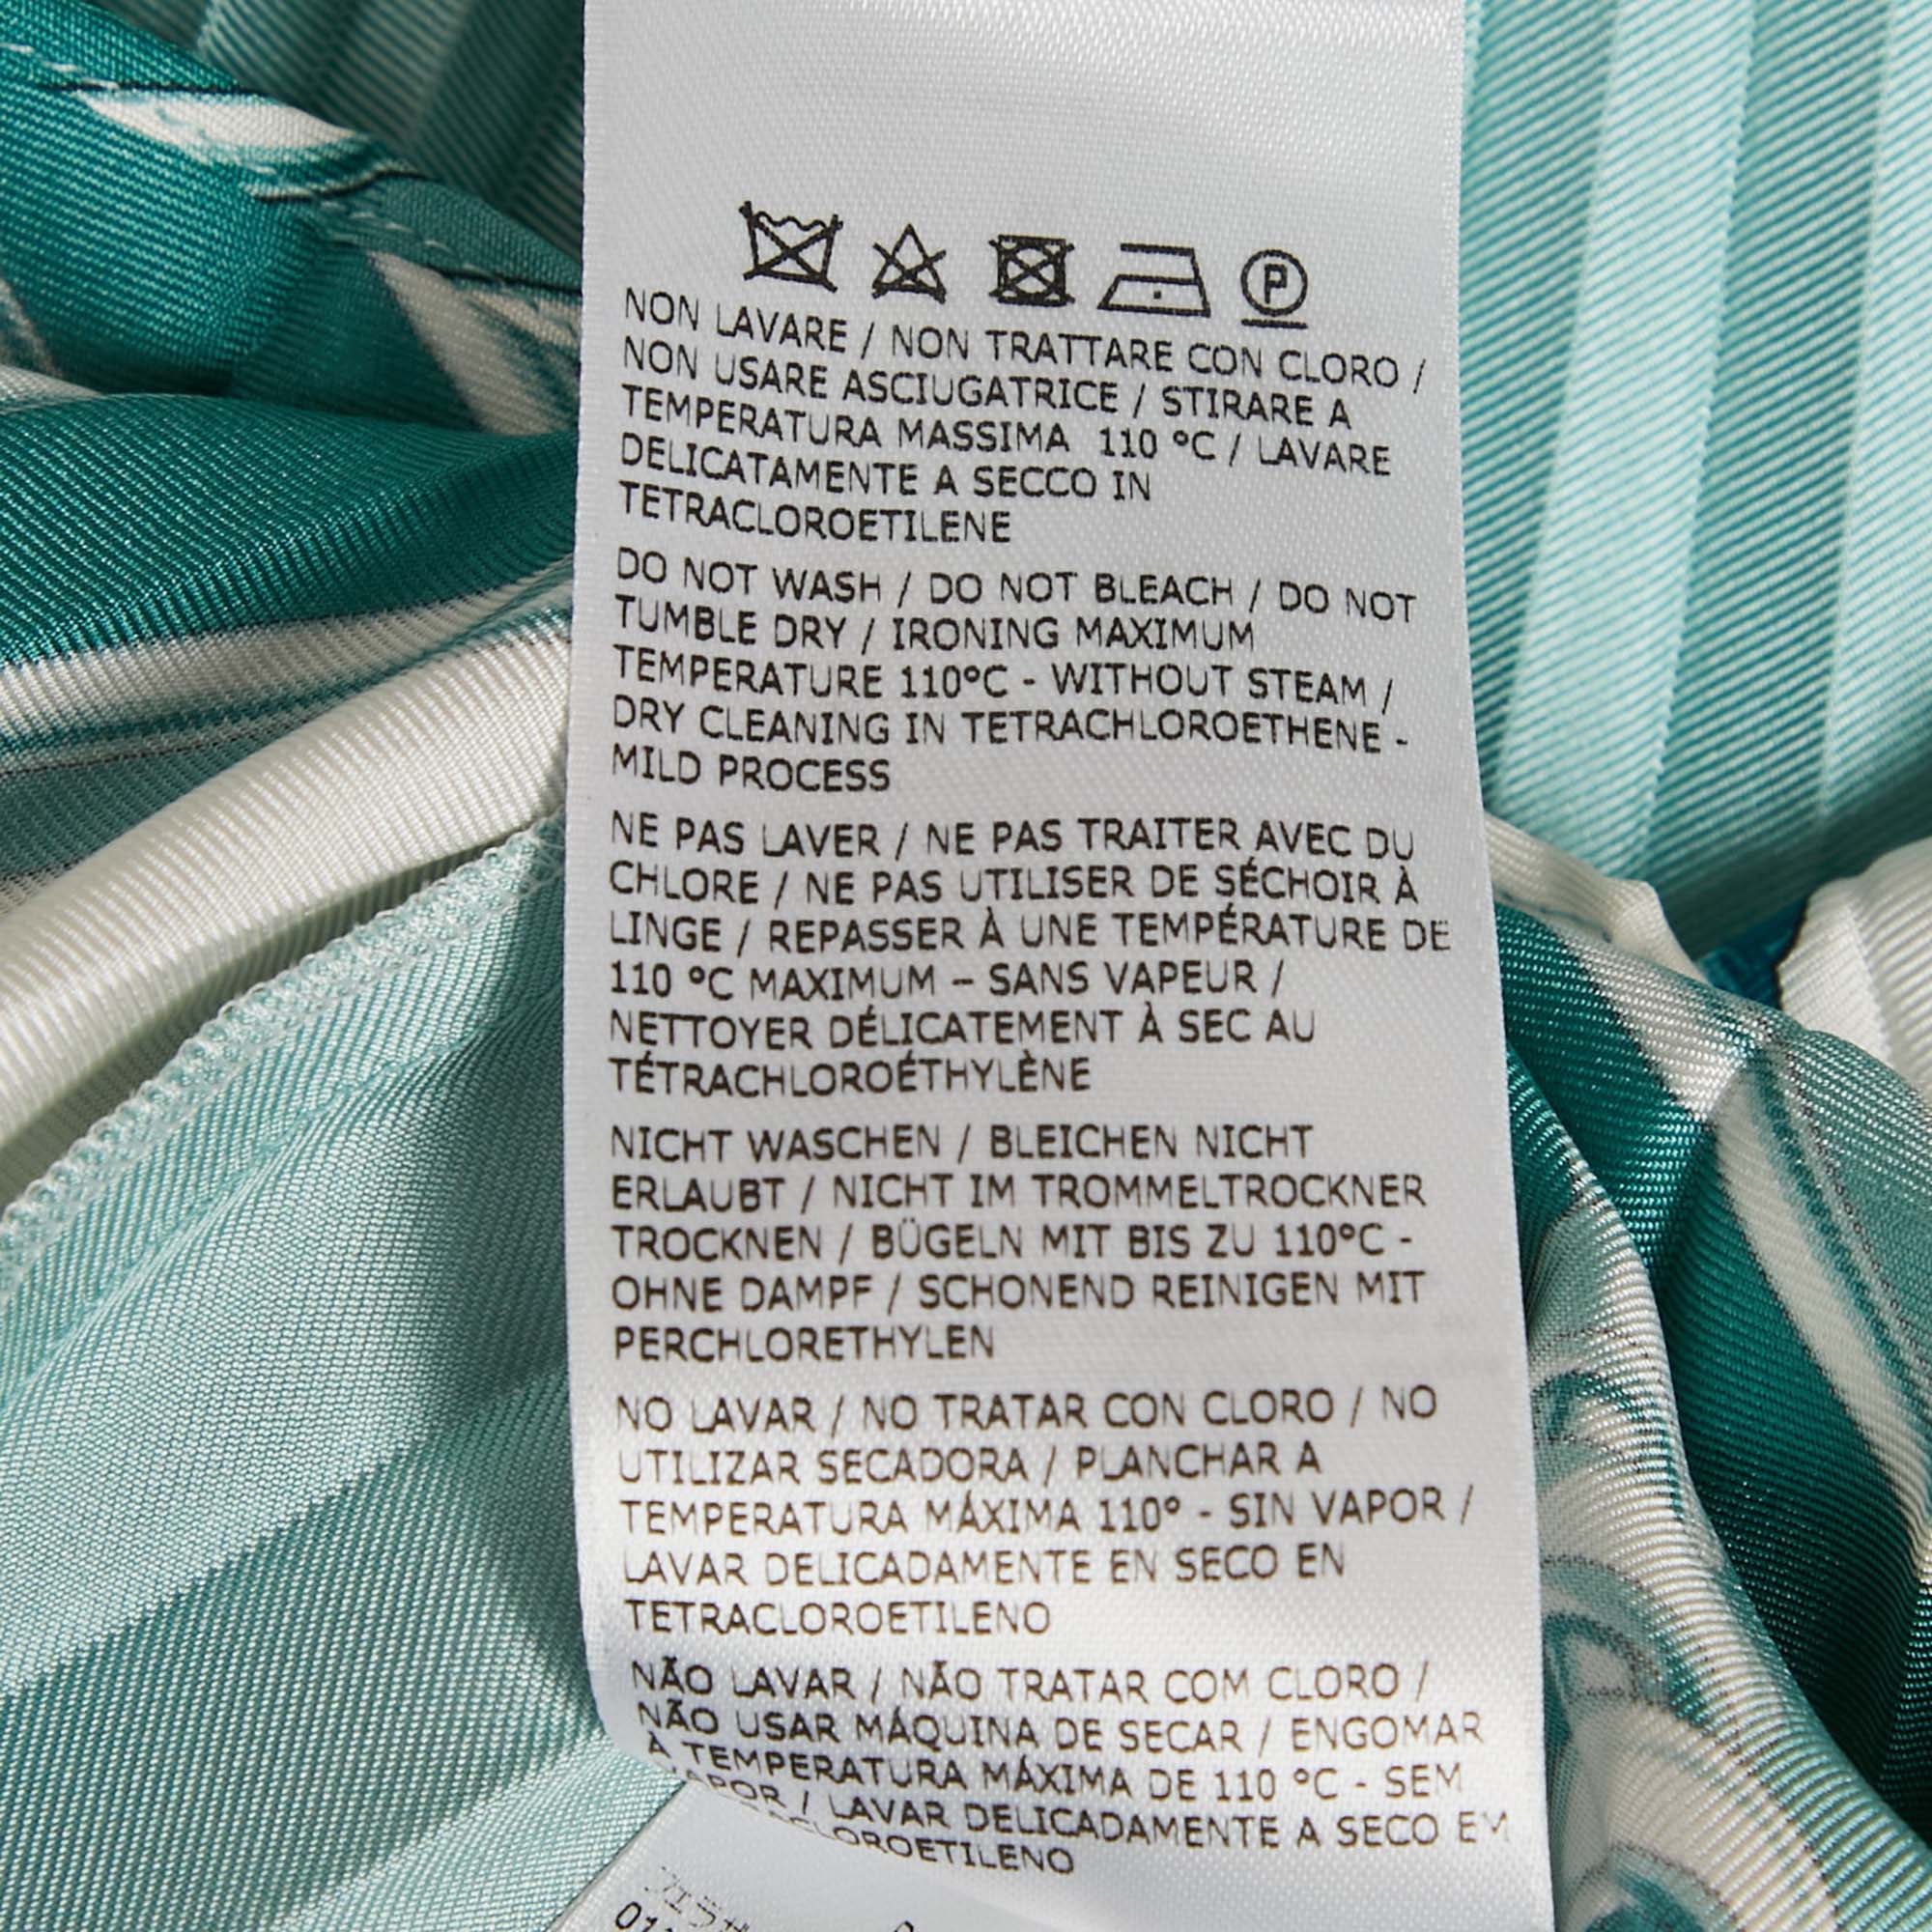 P
NON LAVARE / NON TRATTARE CON CLORO /
NON USARE ASCIUGATRICE / STIRARE A
TEMPERATURA MASSIMA 110 °C / LAVARE
DELICATAMENTE A SECCO IN
TETRACLOROETILENE
DO NOT WASH / DO NOT BLEACH / DO NOT
TUMBLE DRY / IRONING MAXIMUM
TEMPERATURE 110°C - WITHOUT STEAM /
DRY CLEANING IN TETRACHLOROETHENE -
MILD PROCESS
NE PAS LAVER / NE PAS TRAITER AVEC DU
CHLORE / NE PAS UTILISER DE SÉCHOIR À
LINGE / REPASSER À UNE TEMPÉRATURE DE
110 °C MAXIMUM – SANS VAPEUR /
NETTOYER DÉLICATEMENT À SEC AU
TÉTRACHLOROÉTHYLÈNE
NICHT WASCHEN / BLEICHEN NICHT
ERLAUBT / NICHT IM TROMMELTROCKNER
TROCKNEN / BÜGELN MIT BIS ZU 110°C -
OHNE DAMPF / SCHONEND REINIGEN MIT
PERCHLORETHYLEN
NO LAVAR / NO TRATAR CON CLORO / NO
UTILIZAR SECADORA / PLANCHAR A
TEMPERATURA MÁXIMA 110° - SIN VAPOR /
LAVAR DELICADAMENTE EN SECO EN
TETRACLOROETILENO
NÃO LAVAR / NÃO TRATAR COM CLORO /
NÃO USAR MÁQUINA DE SECAR / ENGOMAR
À TEMPERATURA MÁXIMA DE 110 °C - SEM
VAPOR / LAVAR DELICADAMENTE A SECO EM